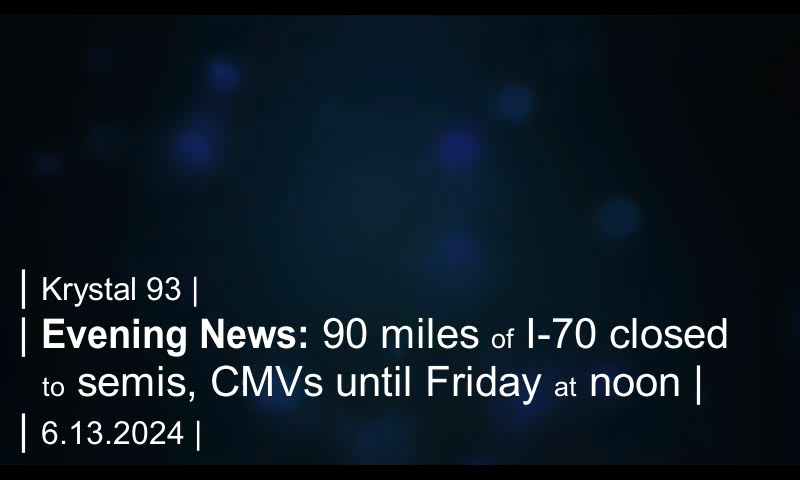 | Krystal 93 |
| Evening News: 90 miles of I-70 closed
to semis, CMVs until Friday at noon |
| 6.13.2024 |